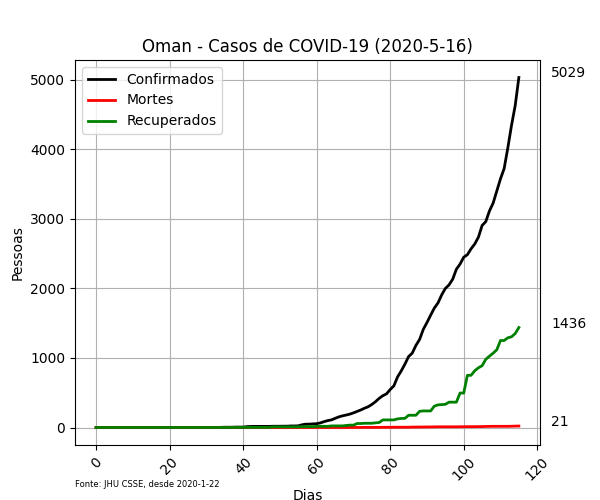 Oman - Casos de COVID-19 (2020-5-16)
Confirmados
Mortes
Recuperados
5029
1436
21
5000
4000
3000
2000
1000
0
Pessoas
0 20 40 60 80 100 120
Dias
Fonte: JHU CSSE, desde 2020-1-22